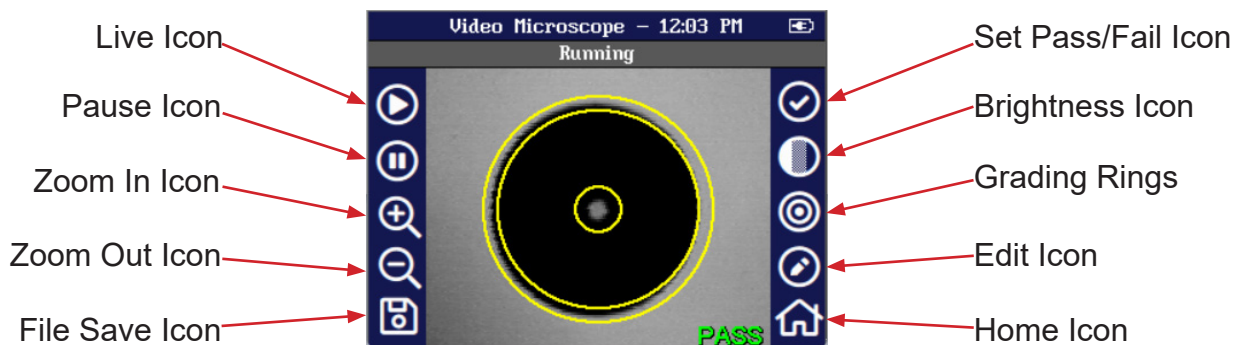 Video Microscope - 12:03 PM
Running
Live Icon
Pause Icon
Zoom In Icon
Zoom Out Icon
File Save Icon
Set Pass/Fail Icon
Brightness Icon
Grading Rings
Edit Icon
Home Icon
PASS